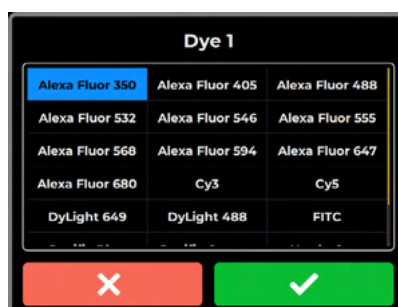 Dye 1
Alexa Fluor 350 Alexa Fluor 405 Alexa Fluor 488
Alexa Fluor 532 Alexa Fluor 546 Alexa Fluor 555
Alexa Fluor 568 Alexa Fluor 594 Alexa Fluor 647
Alexa Fluor 680 Cy3 Cy5
DyLight 649 DyLight 488 FITC